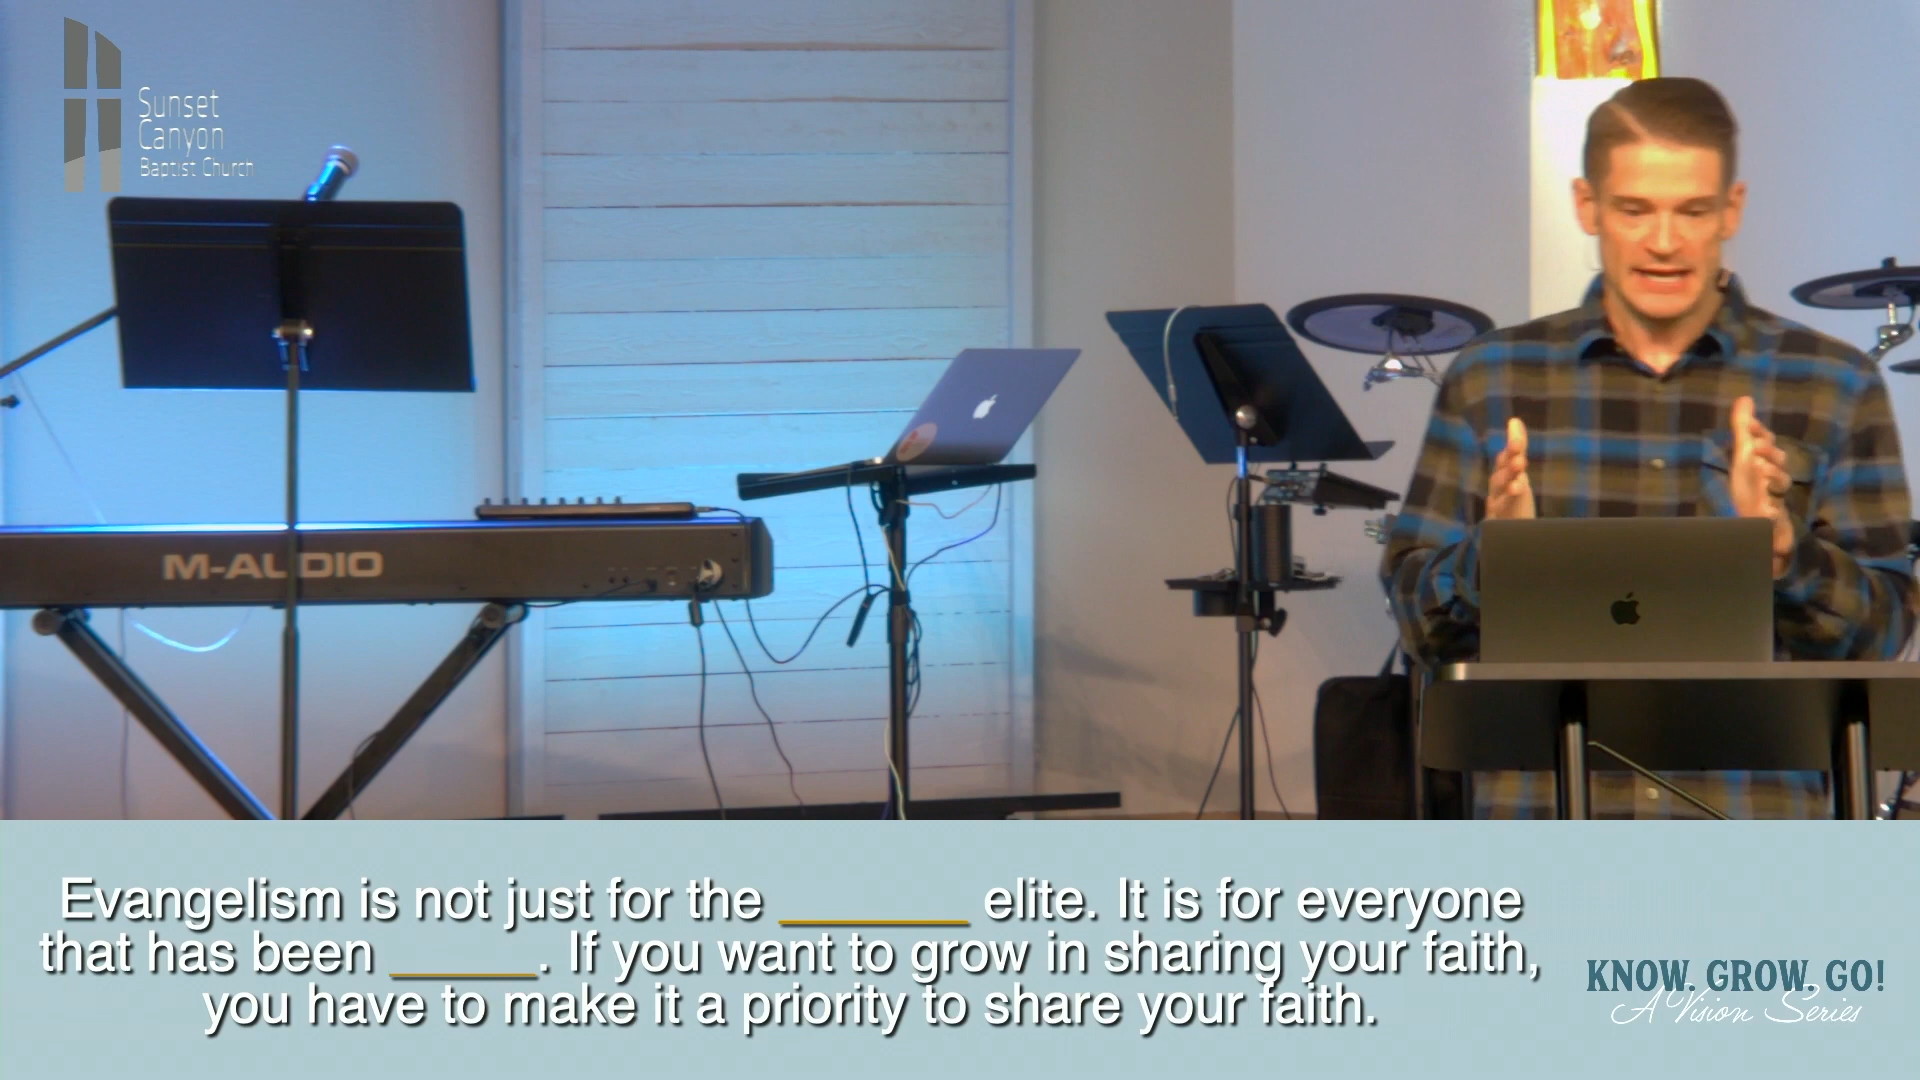 Sunset
Canyon
Baptist Church
M-AUDIO
Evangelism is not just for the _______ elite. It is for everyone
that has been _____. If you want to grow in sharing your faith,
you have to make it a priority to share your faith.
KNOW. GROW. GO!
A Vision Series